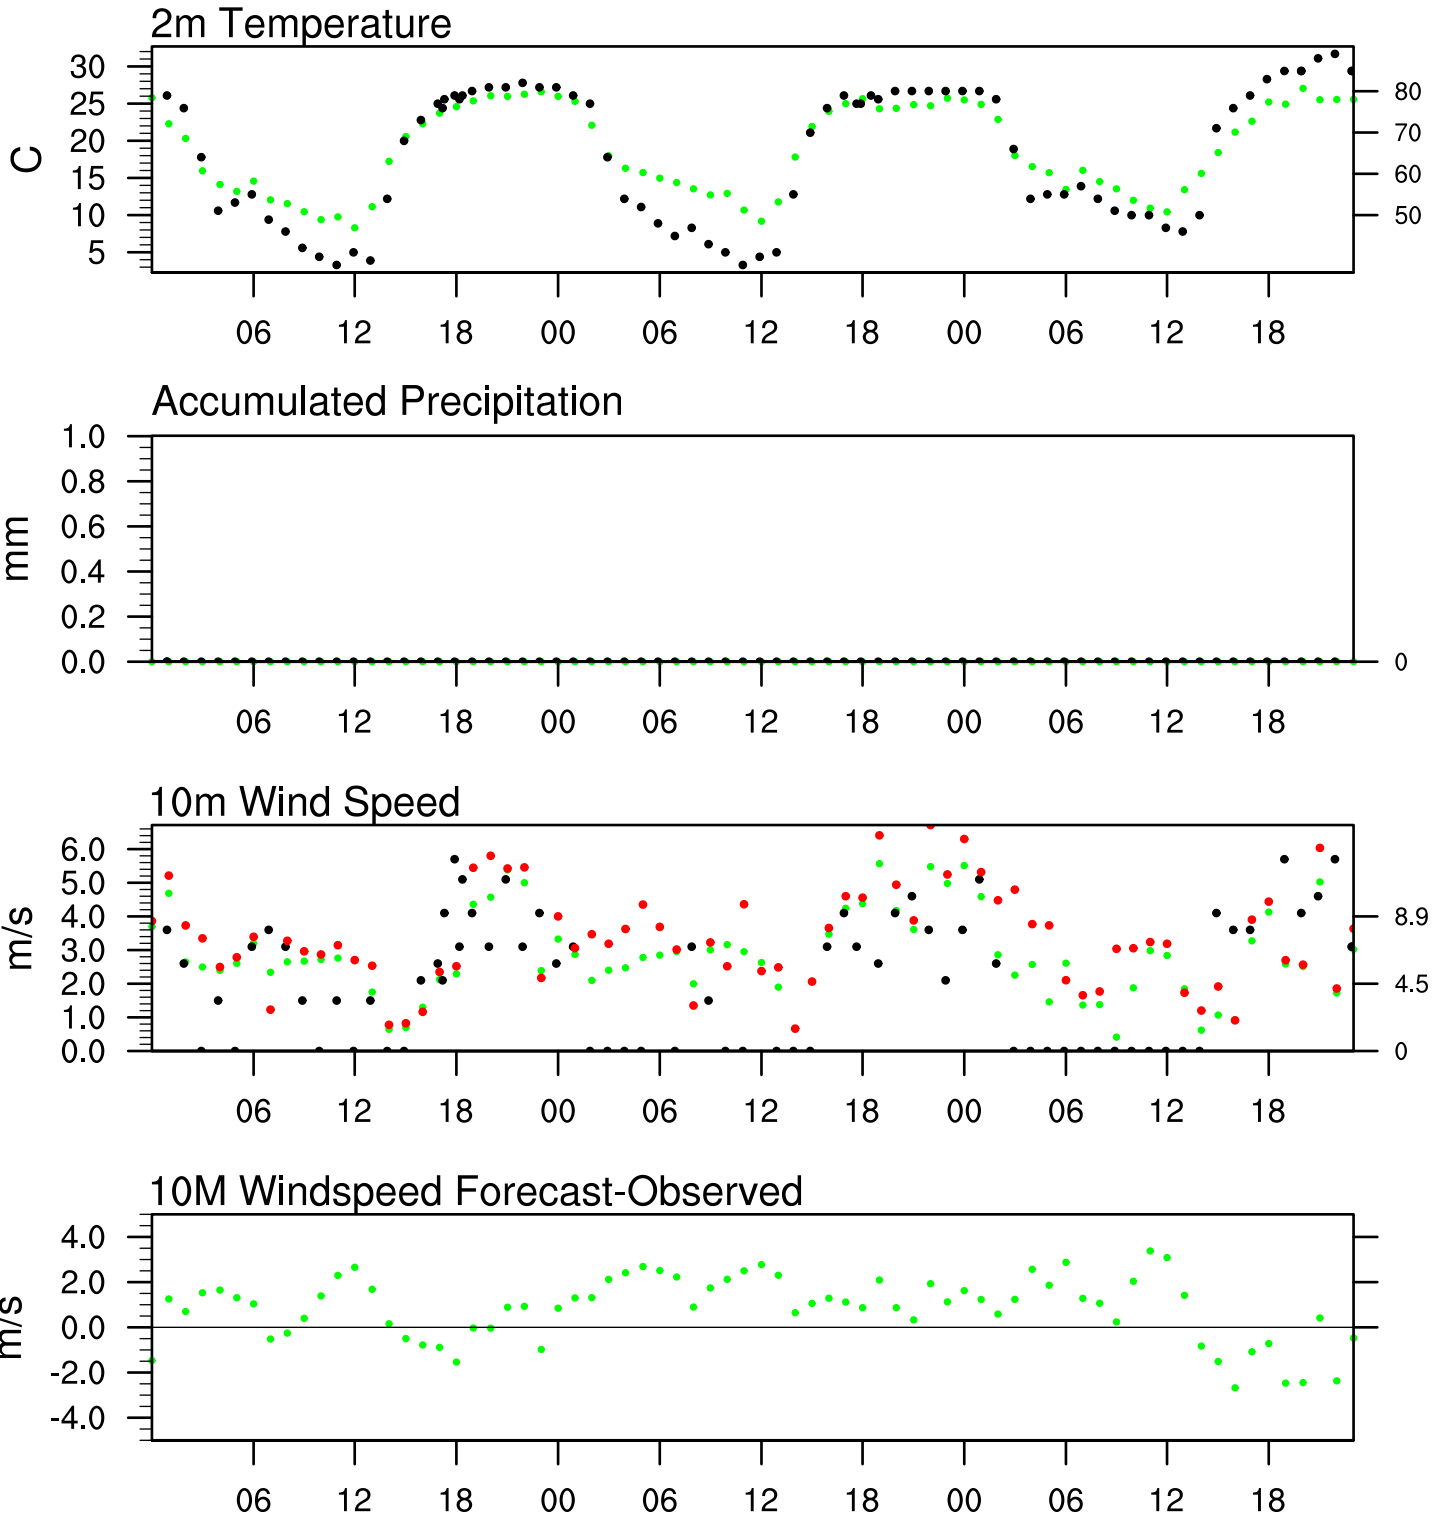 2m Temperature
30
25
20
15
10
5
C
80
70
60
50
06 12 18 00 06 12 18 00 06 12 18
Accumulated Precipitation
1.0
0.8
0.6
0.4
0.2
0.0
mm
0
06 12 18 00 06 12 18 00 06 12 18
10m Wind Speed
6.0
5.0
4.0
3.0
2.0
1.0
0.0
m/s
8.9
4.5
0
06 12 18 00 06 12 18 00 06 12 18
10M Windspeed Forecast-Observed
4.0
2.0
0.0
-2.0
-4.0
m/s
06 12 18 00 06 12 18 00 06 12 18